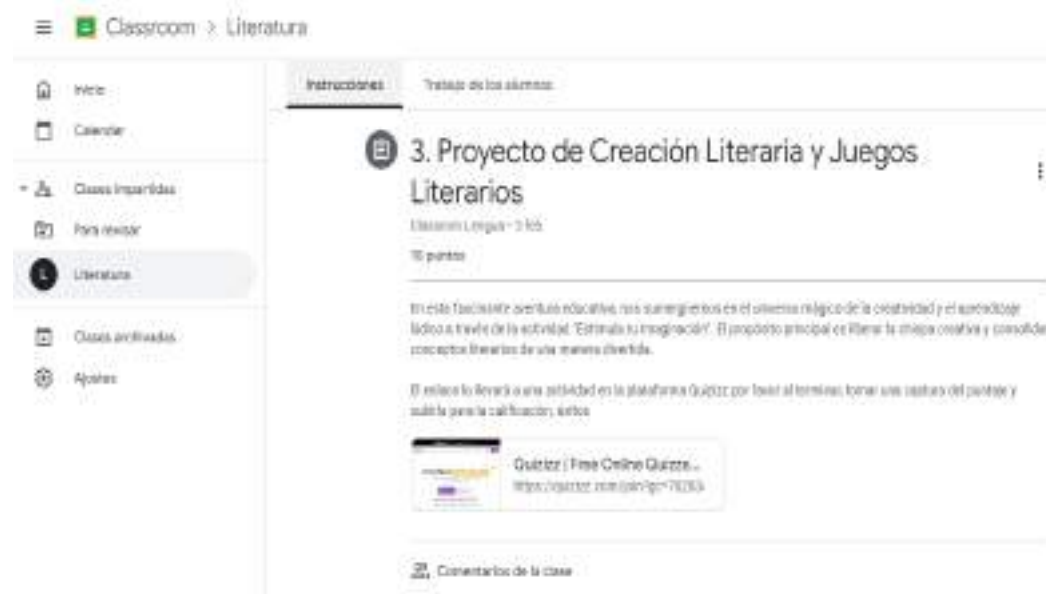 Classroom > Literatura
Inicio
Calendar
Clases impartidas
Para revisar
L Literatura
Clases archivadas
Ajustes
Instrucciones
Trabajo de los alumnos
3. Proyecto de Creación Literaria y Juegos
Literarios
Classroom Lengua •
puntos
En esta fascinante aventura educativa, nos sumergiremos en el universo mágico de la creatividad y el aprendizaje
lúdico a través de la actividad "Estimula tu imaginación". El propósito principal es liberar la chispa creativa y consolidar
conceptos literarios de una manera divertida.
El enlace lo llevará a una actividad en la plataforma Quizizz por favor al terminar, tomar una captura del puntaje y
subirla para la calificación, éxitos
Quizizz | Free Online Quizze...
Comentarios de la clase